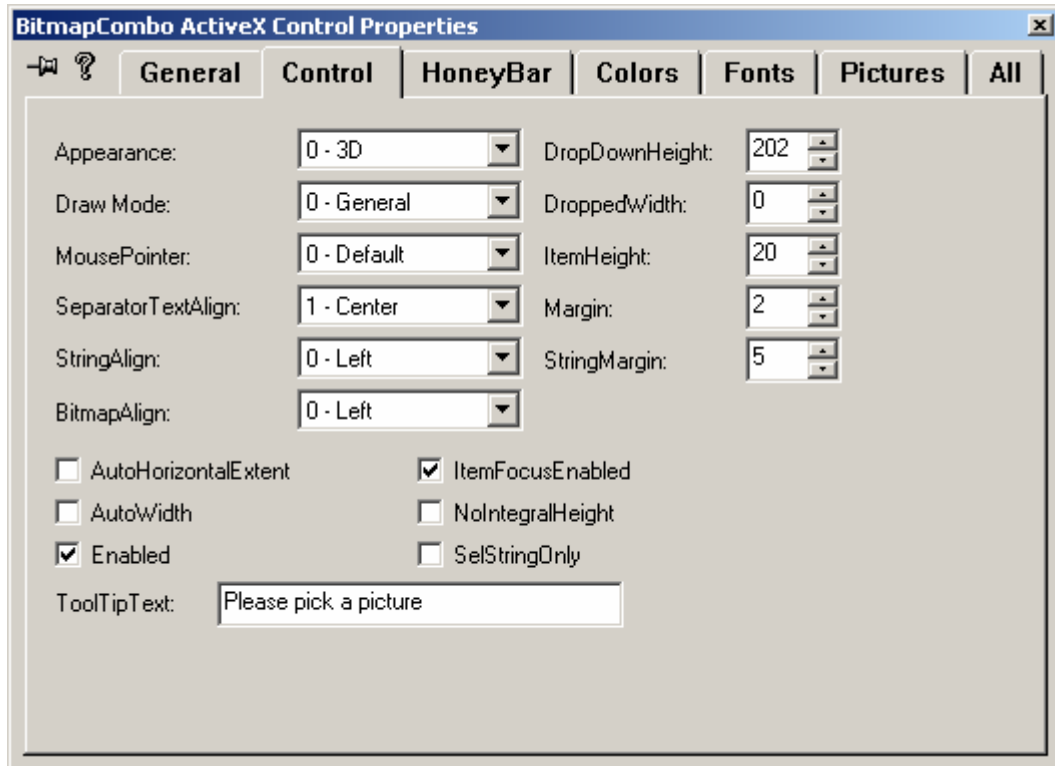 BitmapCombo ActiveX Control Properties
General Control HoneyBar Colors Fonts Pictures All
Appearance: 0 - 3D DropDownHeight: 202
Draw Mode: 0 - General DroppedWidth: 0
MousePointer: 0 - Default ItemHeight: 20
SeparatorTextAlign: 1 - Center Margin: 2
StringAlign: 0 - Left StringMargin: 5
BitmapAlign: 0 - Left
AutoHorizontalExtent ItemFocusEnabled
AutoWidth NoIntegralHeight
Enabled SelStringOnly
ToolTipText: Please pick a picture